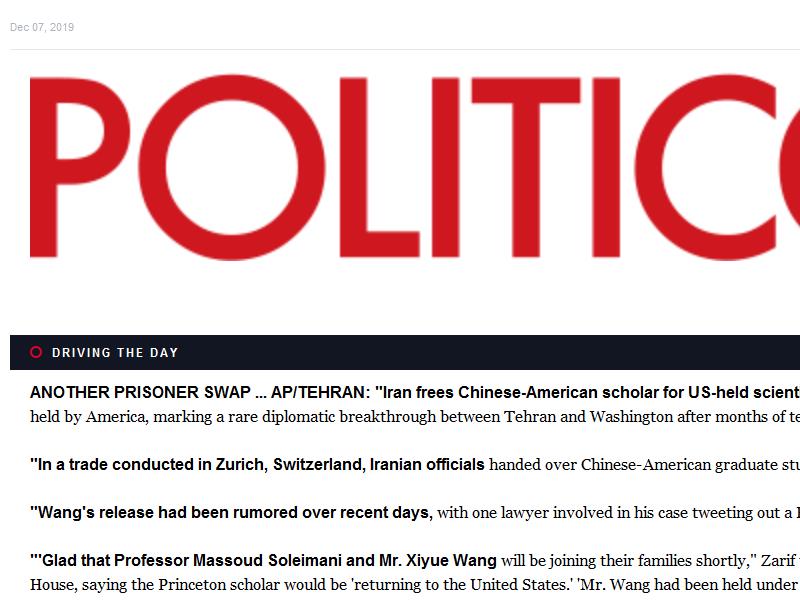 Dec 07, 2019
POLITICO
DRIVING THE DAY
ANOTHER PRISONER SWAP ... AP/TEHRAN: "Iran frees Chinese-American scholar for US-held
held by America, marking a rare diplomatic breakthrough between Tehran and Washington after months of
"In a trade conducted in Zurich, Switzerland, Iranian officials handed over Chinese-American graduate
"Wang's release had been rumored over recent days, with one lawyer involved in his case tweeting out a
"'Glad that Professor Massoud Soleimani and Mr. Xiyue Wang will be joining their families shortly," Zarif
House, saying the Princeton scholar would be 'returning to the United States.' 'Mr. Wang had been held under